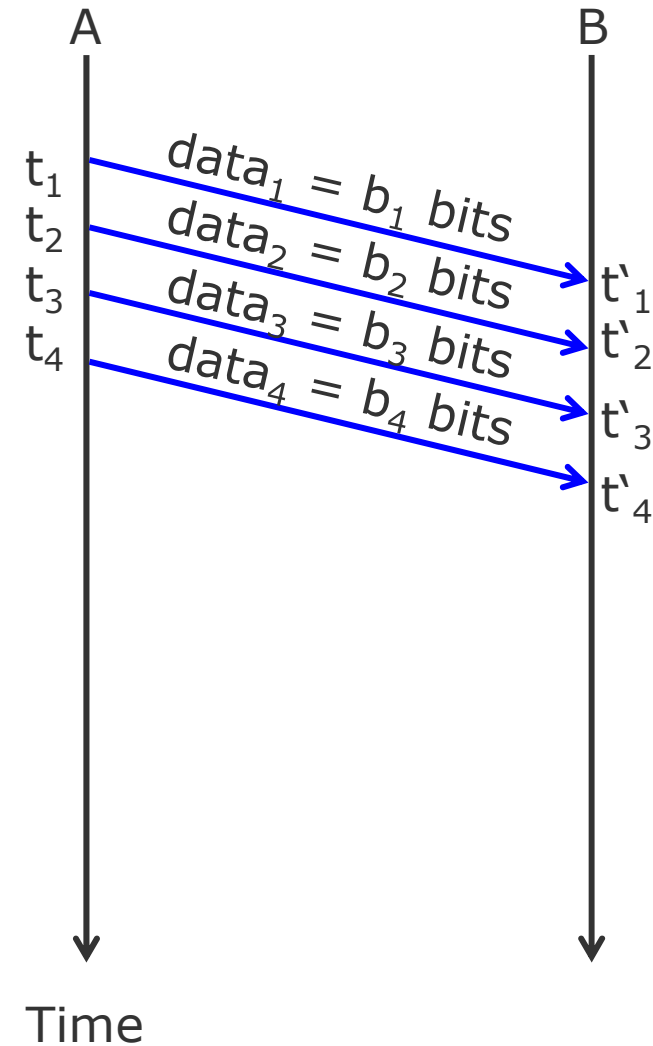 A B
t₁ data₁ = b₁ bits
t₂ data₂ = b₂ bits t‛₁
t₃ data₃ = b₃ bits t‛₂
t₄ data₄ = b₄ bits t‛₃
t‛₄
Time